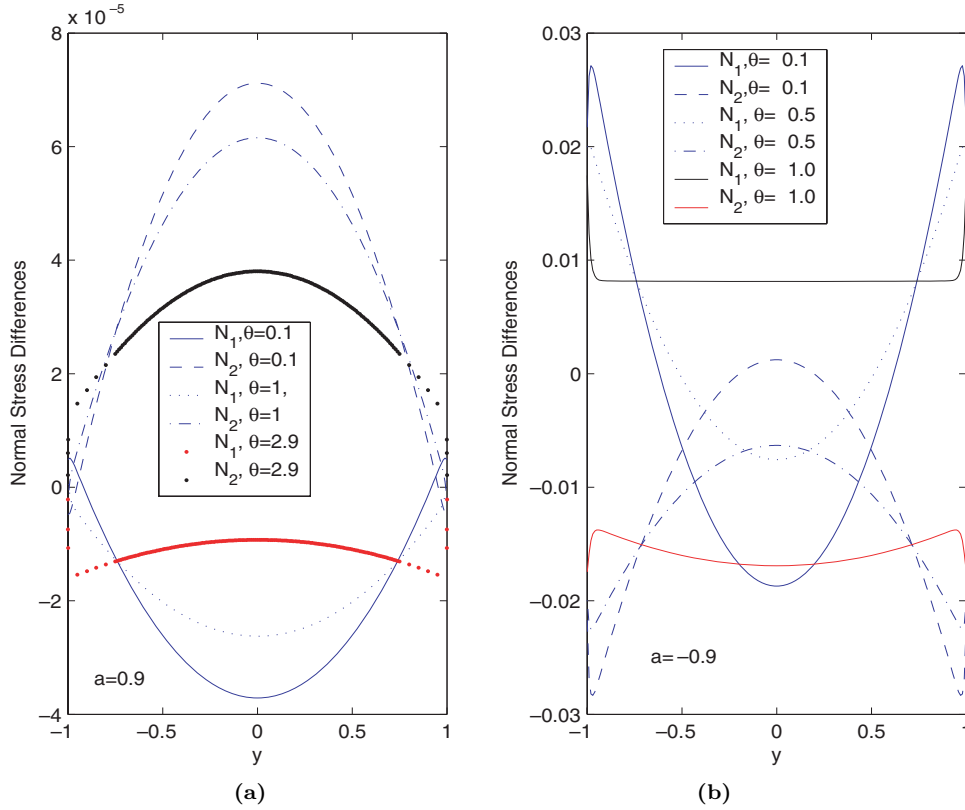 x 10⁻⁵
8
6
4
2
0
−2
−4
−1
−0.5
0
0.5
1
Normal Stress Differences
y
N₁,θ=0.1
N₂, θ=0.1
N₁, θ=1,
N₂, θ=1
N₁, θ=2.9
N₂, θ=2.9
a=0.9
(a)
0.03
0.02
0.01
0
−0.01
−0.02
−0.03
−1
−0.5
0
0.5
1
Normal Stress Differences
y
N₁,θ= 0.1
N₂,θ= 0.1
N₁, θ= 0.5
N₂, θ= 0.5
N₁, θ= 1.0
N₂, θ= 1.0
a=−0.9
(b)